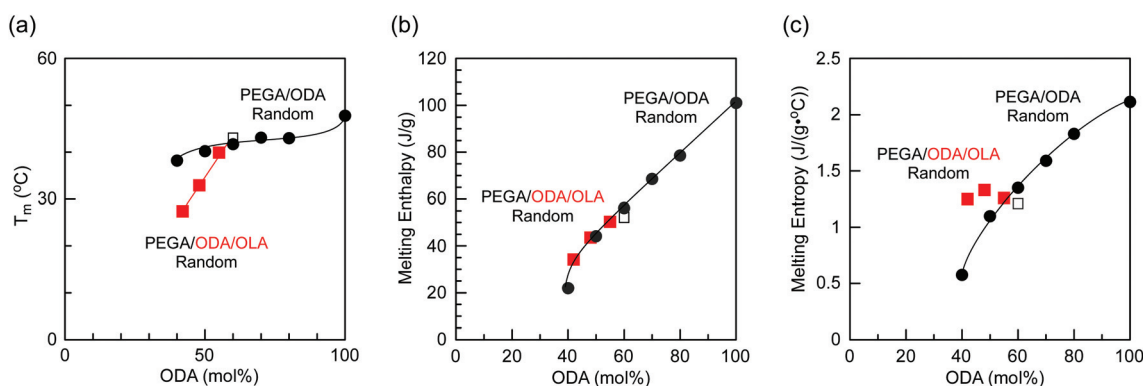 (a)
60
30
0
0
50
100
Tm (ºC)
ODA (mol%)
PEGA/ODA
Random
PEGA/ODA/OLA
Random
(b)
120
100
80
60
40
20
0
0
20
40
60
80
100
Melting Enthalpy (J/g)
ODA (mol%)
PEGA/ODA
Random
PEGA/ODA/OLA
Random
(c)
2.5
2
1.5
1
0.5
0
0
20
40
60
80
100
Melting Entropy (J/(g•ºC))
ODA (mol%)
PEGA/ODA
Random
PEGA/ODA/OLA
Random